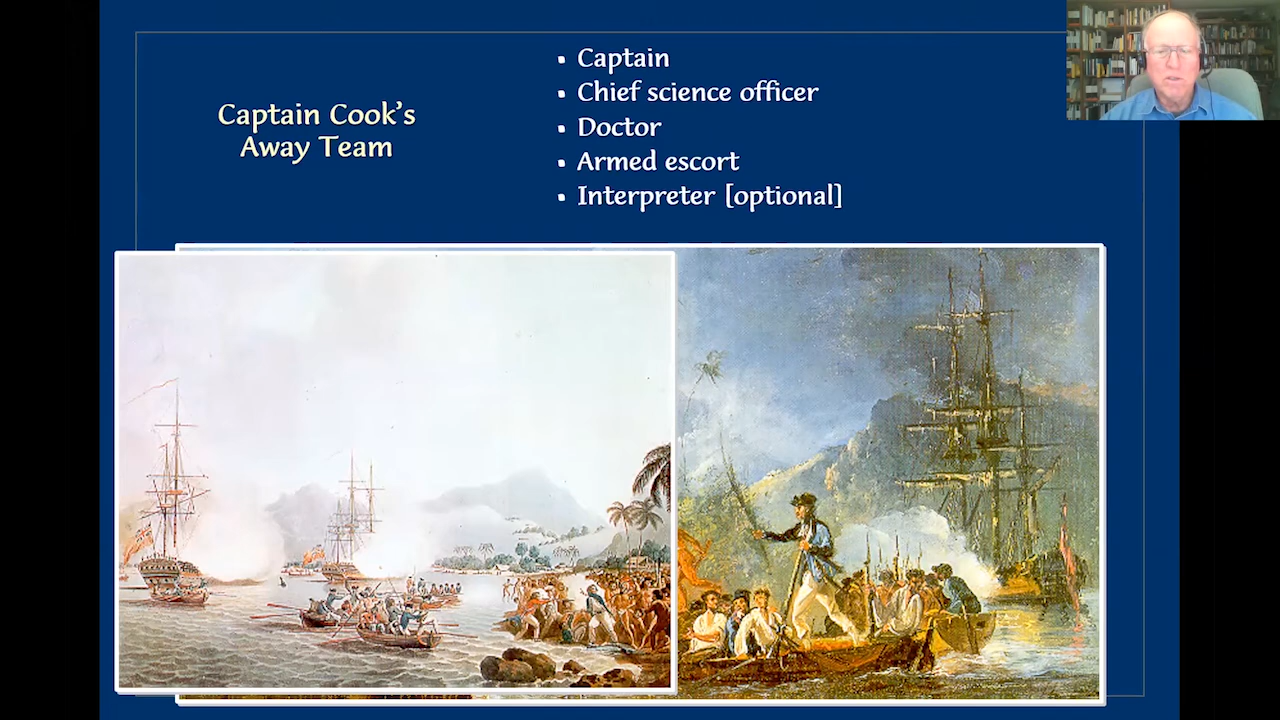 Captain Cook's
Away Team
▪ Captain
▪ Chief science officer
▪ Doctor
▪ Armed escort
▪ Interpreter [optional]